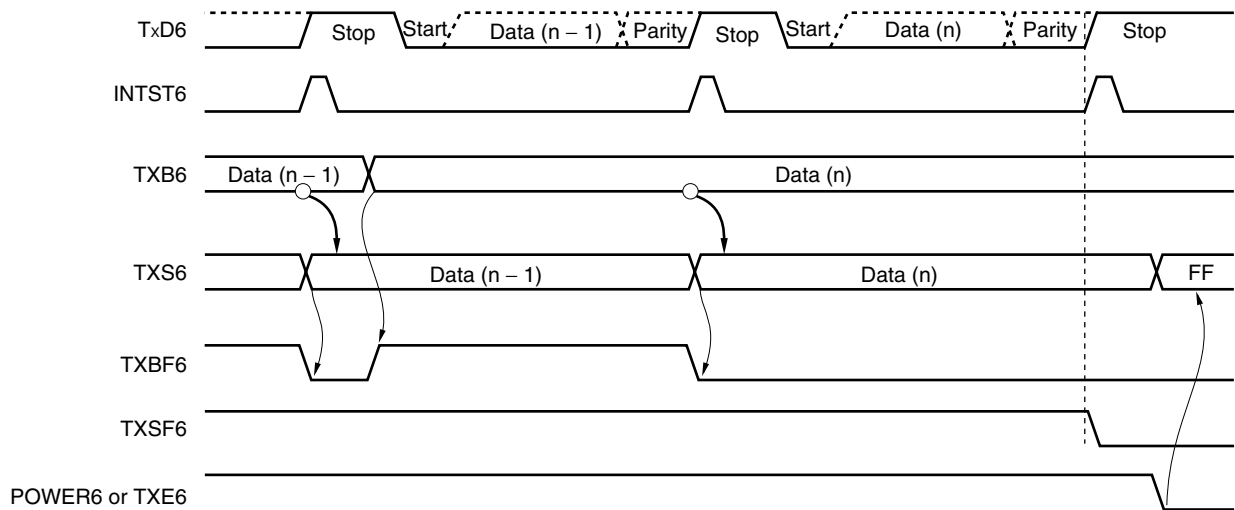 TxD6 Stop Start Data (n − 1) Parity Stop Start Data (n) Parity Stop
INTST6
TXB6 Data (n − 1) Data (n)
TXS6 Data (n − 1) Data (n) FF
TXBF6
TXSF6
POWER6 or TXE6